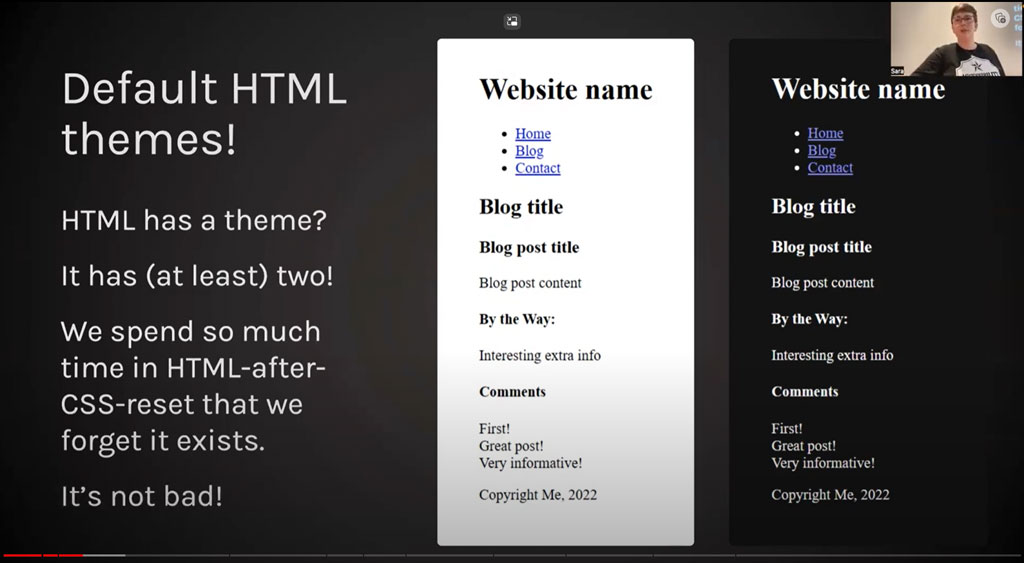 Default HTML
themes!
HTML has a theme?
It has (at least) two!
We spend so much
time in HTML-after-
CSS-reset that we
forget it exists.
It's not bad!
Website name
Home
Blog
Contact
Blog title
Blog post title
Blog post content
By the Way:
Interesting extra info
Comments
First!
Great post!
Very informative!
Copyright Me, 2022
Website name
Home
Blog
Contact
Blog title
Blog post title
Blog post content
By the Way:
Interesting extra info
Comments
First!
Great post!
Very informative!
Copyright Me, 2022
Sara